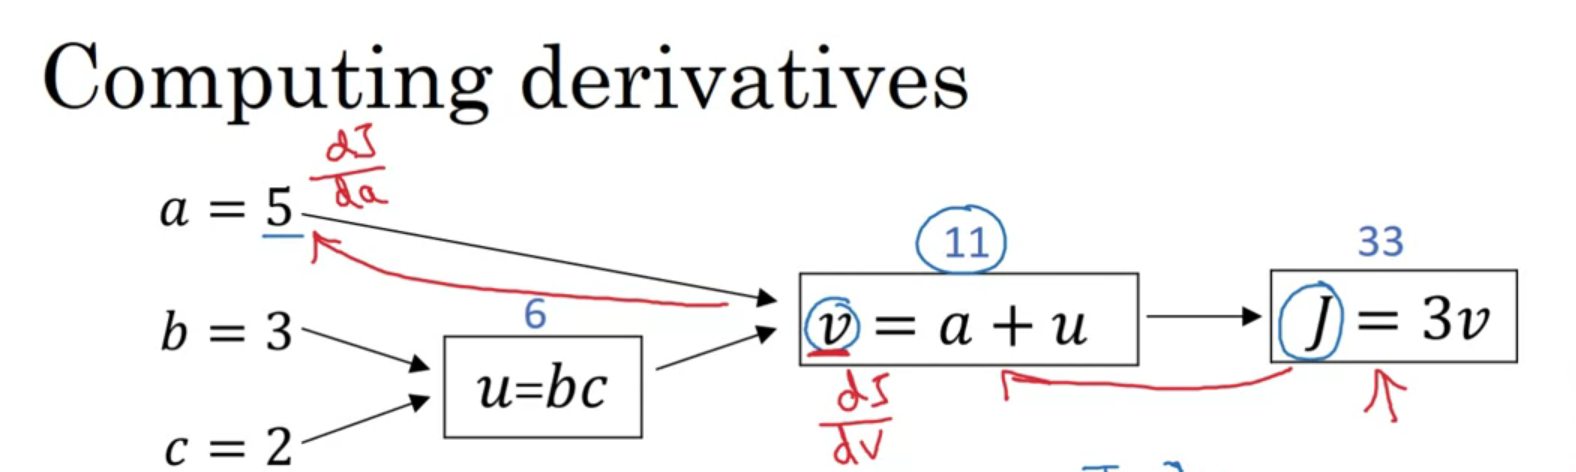 Computing derivatives
dJ
da
a = 5
11
33
b = 3
6
v = a + u
J = 3v
u=bc
dJ
dv
c = 2